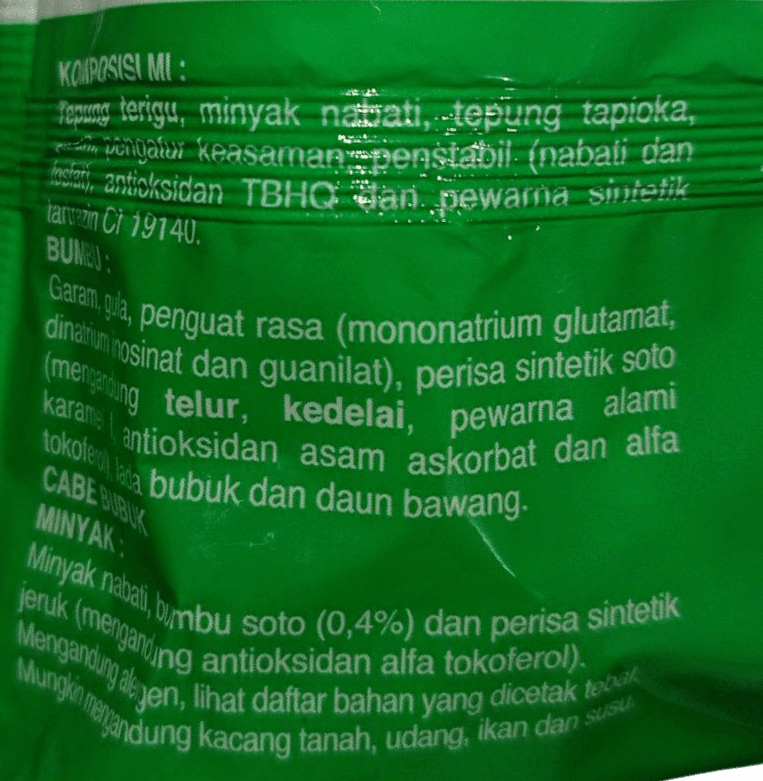 KOMPOSISI MI :
Tepung terigu, minyak nabati, tepung tapioka,
pengatur keasaman, penstabil (nabati dan
fosfat), antioksidan TBHQ dan pewarna sintetik
tartrazin CI 19140.
BUMBU :
Garam, gula, penguat rasa (mononatrium glutamat,
dinatrium inosinat dan guanilat), perisa sintetik soto
(mengandung telur, kedelai, pewarna alami
karamel I, antioksidan asam askorbat dan alfa
tokoferol), lada bubuk dan daun bawang.
CABE BUBUK
MINYAK :
Minyak nabati, bumbu soto (0,4%) dan perisa sintetik
jeruk (mengandung antioksidan alfa tokoferol).
Mengandung alergen, lihat daftar bahan yang dicetak tebal.
Mungkin mengandung kacang tanah, udang, ikan dan susu.